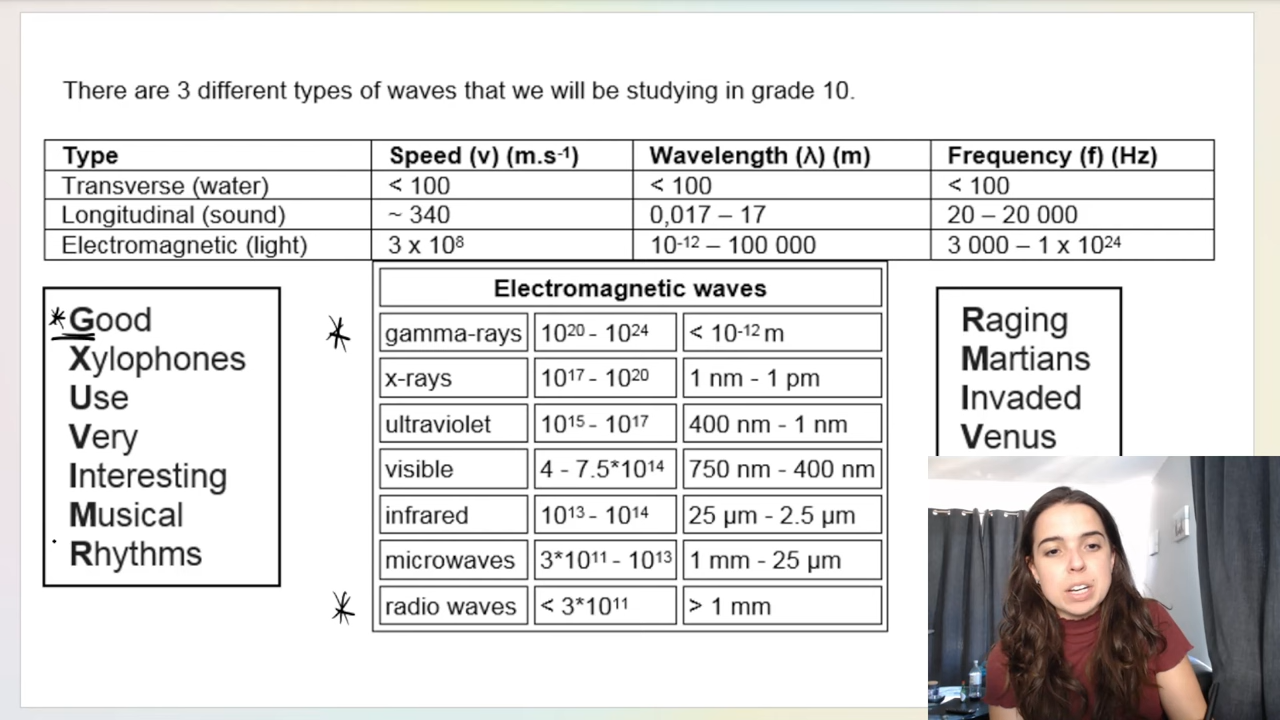 There are 3 different types of waves that we will be studying in grade 10.
Type Speed (v) (m.s⁻¹) Wavelength (λ) (m) Frequency (f) (Hz)
Transverse (water) < 100 < 100 < 100
Longitudinal (sound) ~ 340 0,017 – 17 20 – 20 000
Electromagnetic (light) 3 x 10⁸ 10⁻¹² – 100 000 3 000 – 1 x 10²⁴
Good
Xylophones
Use
Very
Interesting
Musical
Rhythms
Electromagnetic waves
gamma-rays 10²⁰ - 10²⁴ < 10⁻¹² m
x-rays 10¹⁷ - 10²⁰ 1 nm - 1 pm
ultraviolet 10¹⁵ - 10¹⁷ 400 nm - 1 nm
visible 4 - 7.5*10¹⁴ 750 nm - 400 nm
infrared 10¹³ - 10¹⁴ 25 µm - 2.5 µm
microwaves 3*10¹¹ - 10¹³ 1 mm - 25 µm
radio waves < 3*10¹¹ > 1 mm
Raging
Martians
Invaded
Venus